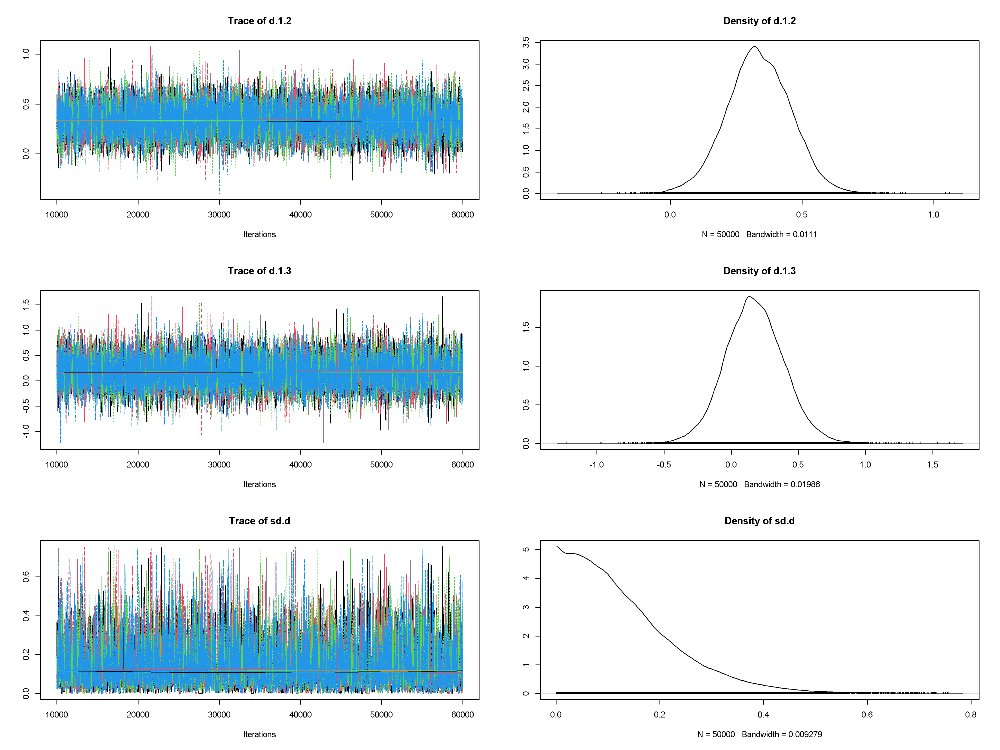 Trace of d.1.2
1.0
0.5
0.0
10000 20000 30000 40000 50000 60000
Iterations
Density of d.1.2
3.5
3.0
2.5
2.0
1.5
1.0
0.5
0.0
0.0 0.5 1.0
N = 50000 Bandwidth = 0.0111
Trace of d.1.3
1.5
1.0
0.5
0.0
-0.5
-1.0
10000 20000 30000 40000 50000 60000
Iterations
Density of d.1.3
1.5
1.0
0.5
0.0
-1.0 -0.5 0.0 0.5 1.0 1.5
N = 50000 Bandwidth = 0.01986
Trace of sd.d
0.6
0.4
0.2
0.0
10000 20000 30000 40000 50000 60000
Iterations
Density of sd.d
5
4
3
2
1
0
0.0 0.2 0.4 0.6 0.8
N = 50000 Bandwidth = 0.009279